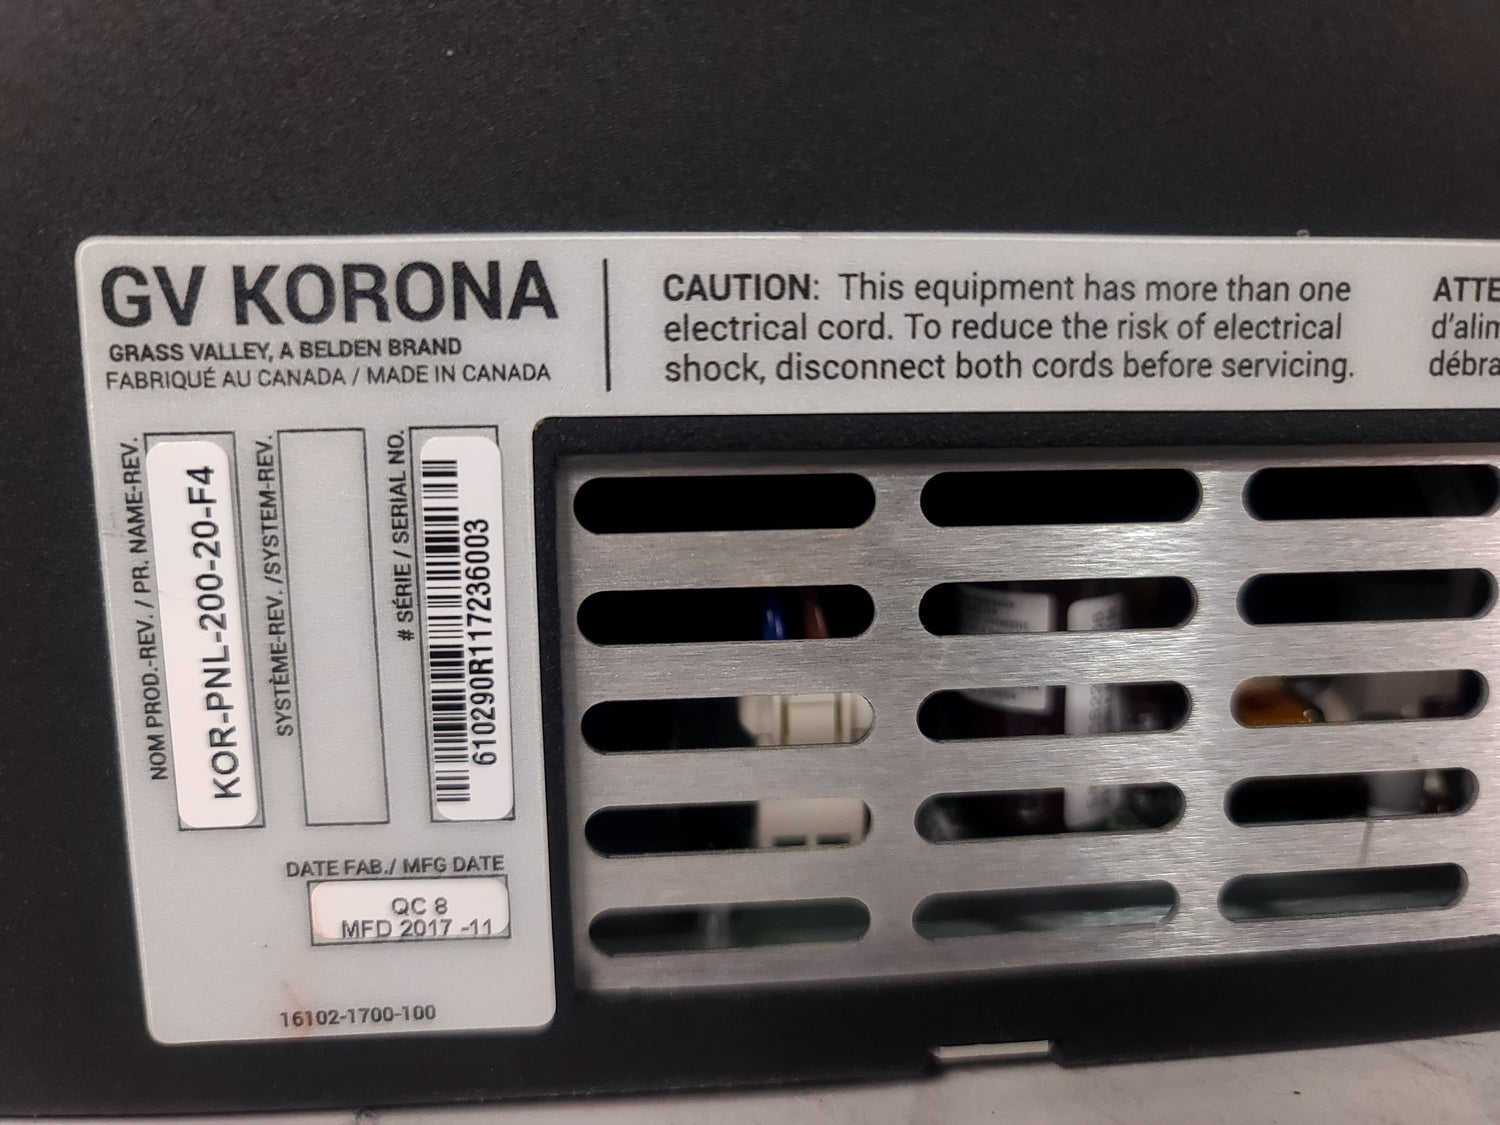 GV KORONA
GRASS VALLEY, A BELDEN BRAND
FABRIQUÉ AU CANADA / MADE IN CANADA
CAUTION: This equipment has more than one
electrical cord. To reduce the risk of electrical
shock, disconnect both cords before servicing.
ATTE
d'alim
débra
NOM PROD.-REV. / PR. NAME-REV.
KOR-PNL-200-20-F4
SYSTÈME-REV. /SYSTEM-REV.
# SÉRIE / SERIAL NO.
610290R117236003
DATE FAB./ MFG DATE
QC 8
MFD 2017 -11
16102-1700-100